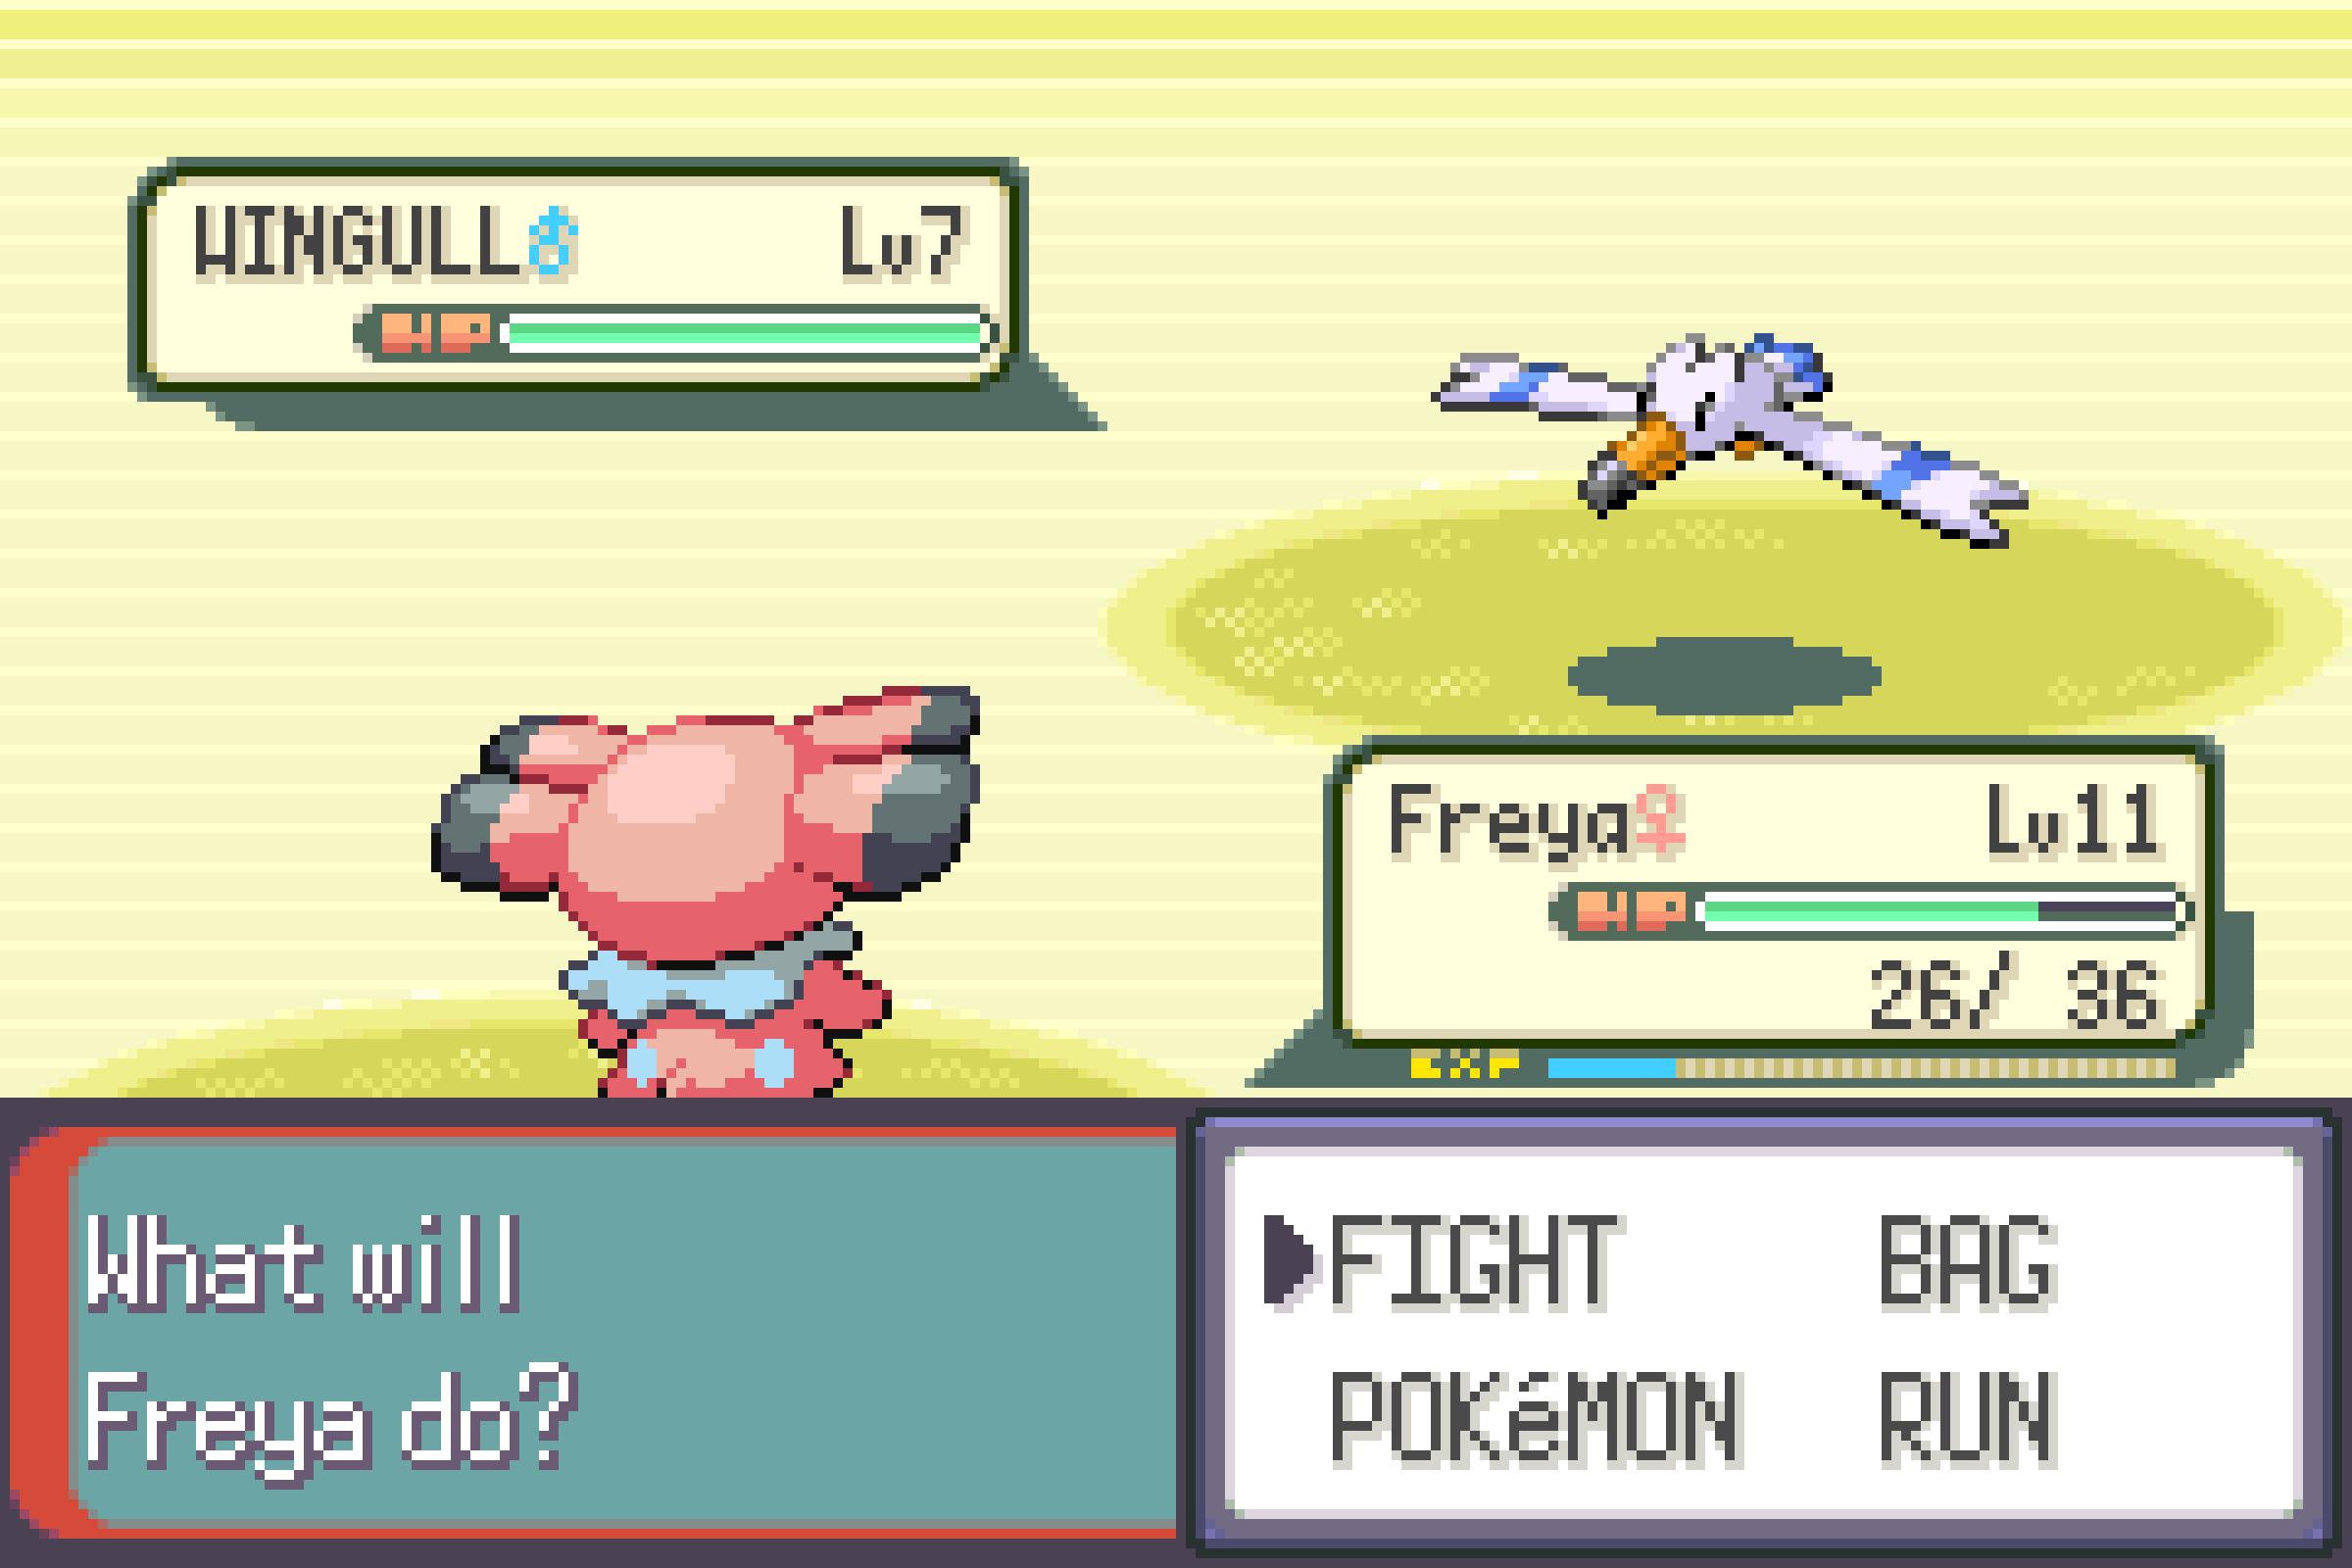 WINGULL♂ Lv7
HP
Freya♀ Lv11
HP
26/ 36
EXP
What will
Freya do?
▶FIGHT BAG
POKéMON RUN